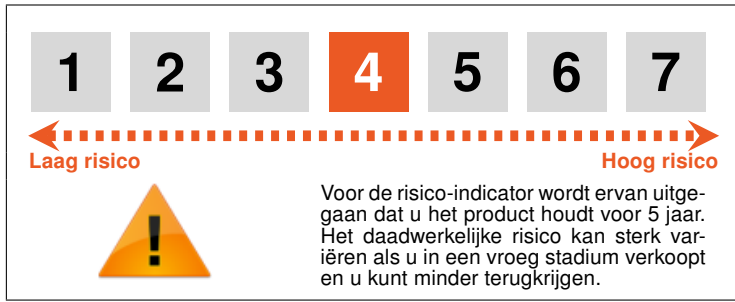 1 2 3 4 5 6 7
Laag risico Hoog risico
!
Voor de risico-indicator wordt ervan uitge-
gaan dat u het product houdt voor 5 jaar.
Het daadwerkelijke risico kan sterk var-
iëren als u in een vroeg stadium verkoopt
en u kunt minder terugkrijgen.